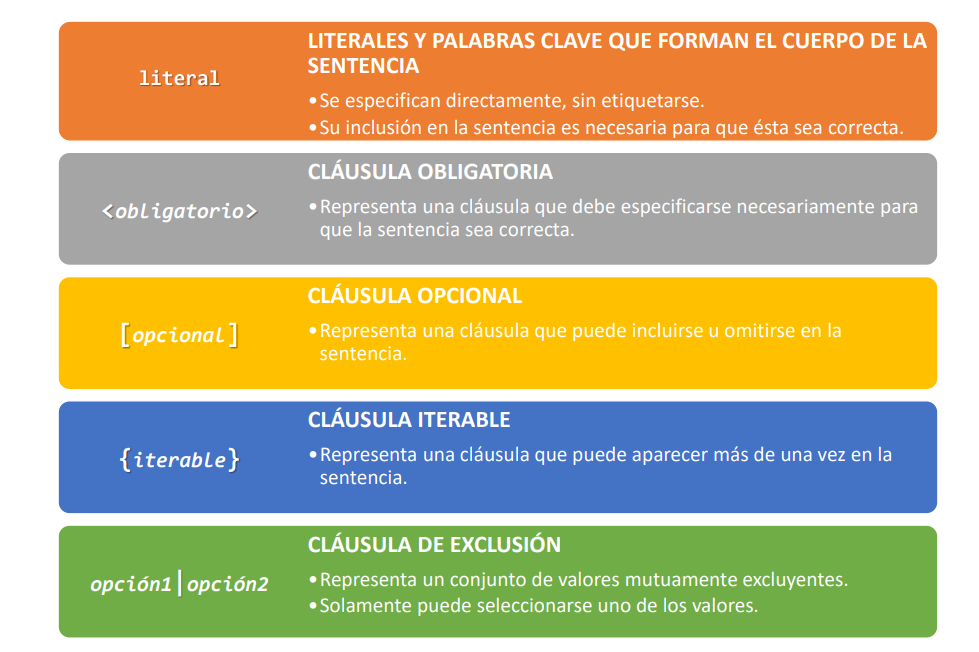 literal
LITERALES Y PALABRAS CLAVE QUE FORMAN EL CUERPO DE LA
SENTENCIA
•Se especifican directamente, sin etiquetarse.
•Su inclusión en la sentencia es necesaria para que ésta sea correcta.
<obligatorio>
CLÁUSULA OBLIGATORIA
•Representa una cláusula que debe especificarse necesariamente para
que la sentencia sea correcta.
[opcional]
CLÁUSULA OPCIONAL
•Representa una cláusula que puede incluirse u omitirse en la
sentencia.
{iterable}
CLÁUSULA ITERABLE
•Representa una cláusula que puede aparecer más de una vez en la
sentencia.
opción1|opción2
CLÁUSULA DE EXCLUSIÓN
•Representa un conjunto de valores mutuamente excluyentes.
•Solamente puede seleccionarse uno de los valores.